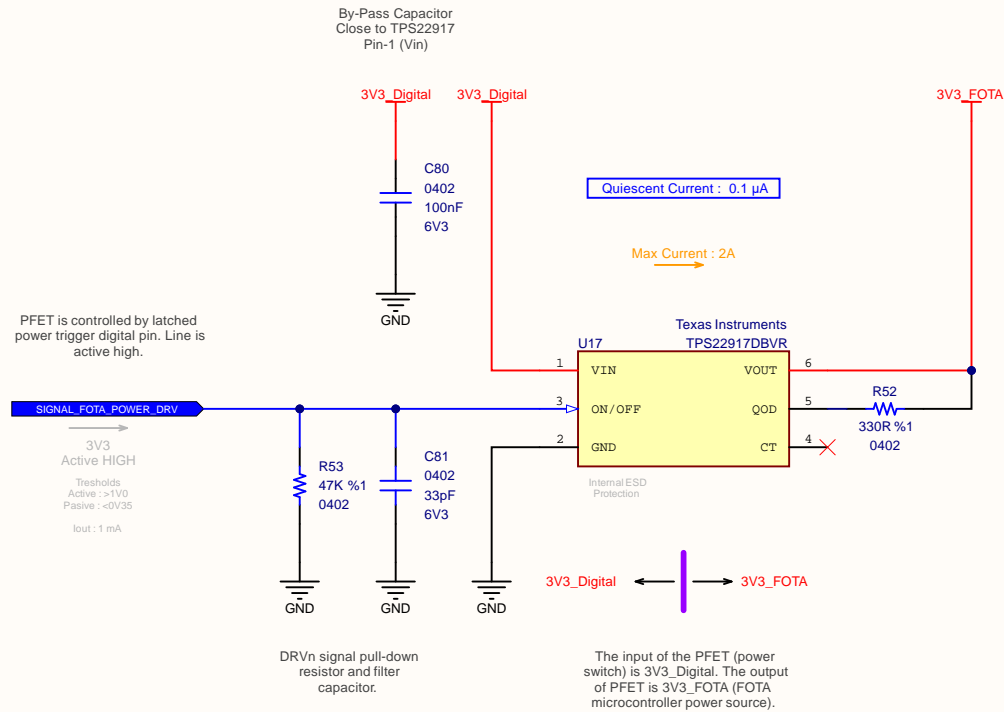 By-Pass Capacitor
Close to TPS22917
Pin-1 (Vin)
3V3_Digital
3V3_Digital
3V3_FOTA
C80
0402
100nF
6V3
Quiescent Current : 0.1 µA
Max Current : 2A
GND
PFET is controlled by latched
power trigger digital pin. Line is
active high.
Texas Instruments
U17
TPS22917DBVR
1
VIN
VOUT
6
SIGNAL_FOTA_POWER_DRV
3
ON/OFF
QOD
5
R52
330R %1
0402
2
GND
CT
4
3V3
Active HIGH
Tresholds
Active : >1V0
Pasive : <0V35
Iout : 1 mA
R53
47K %1
0402
C81
0402
33pF
6V3
Internal ESD
Protection
GND
GND
GND
3V3_Digital
3V3_FOTA
DRVn signal pull-down
resistor and filter
capacitor.
The input of the PFET (power
switch) is 3V3_Digital. The output
of PFET is 3V3_FOTA (FOTA
microcontroller power source).